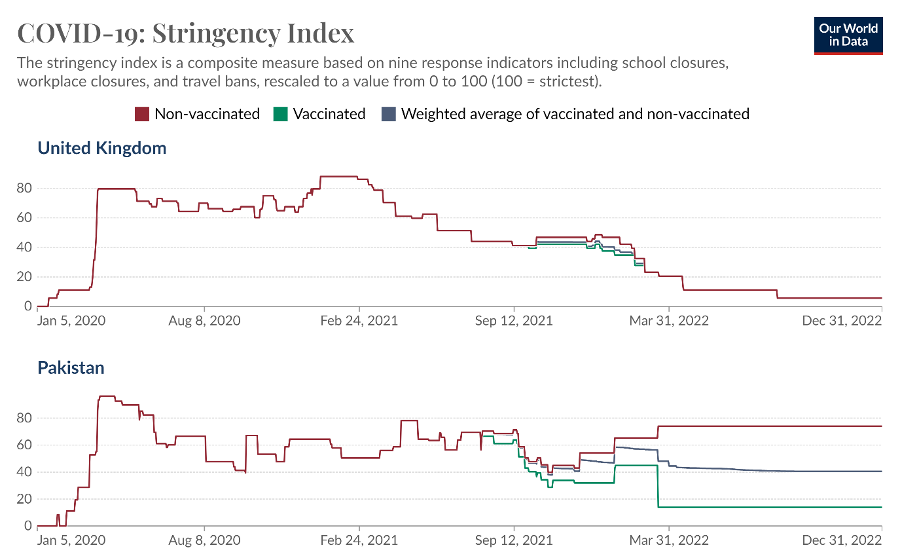 COVID-19: Stringency Index
Our World
in Data
The stringency index is a composite measure based on nine response indicators including school closures,
workplace closures, and travel bans, rescaled to a value from 0 to 100 (100 = strictest).
Non-vaccinated Vaccinated Weighted average of vaccinated and non-vaccinated
United Kingdom
80
60
40
20
0
Jan 5, 2020 Aug 8, 2020 Feb 24, 2021 Sep 12, 2021 Mar 31, 2022 Dec 31, 2022
Pakistan
80
60
40
20
0
Jan 5, 2020 Aug 8, 2020 Feb 24, 2021 Sep 12, 2021 Mar 31, 2022 Dec 31, 2022